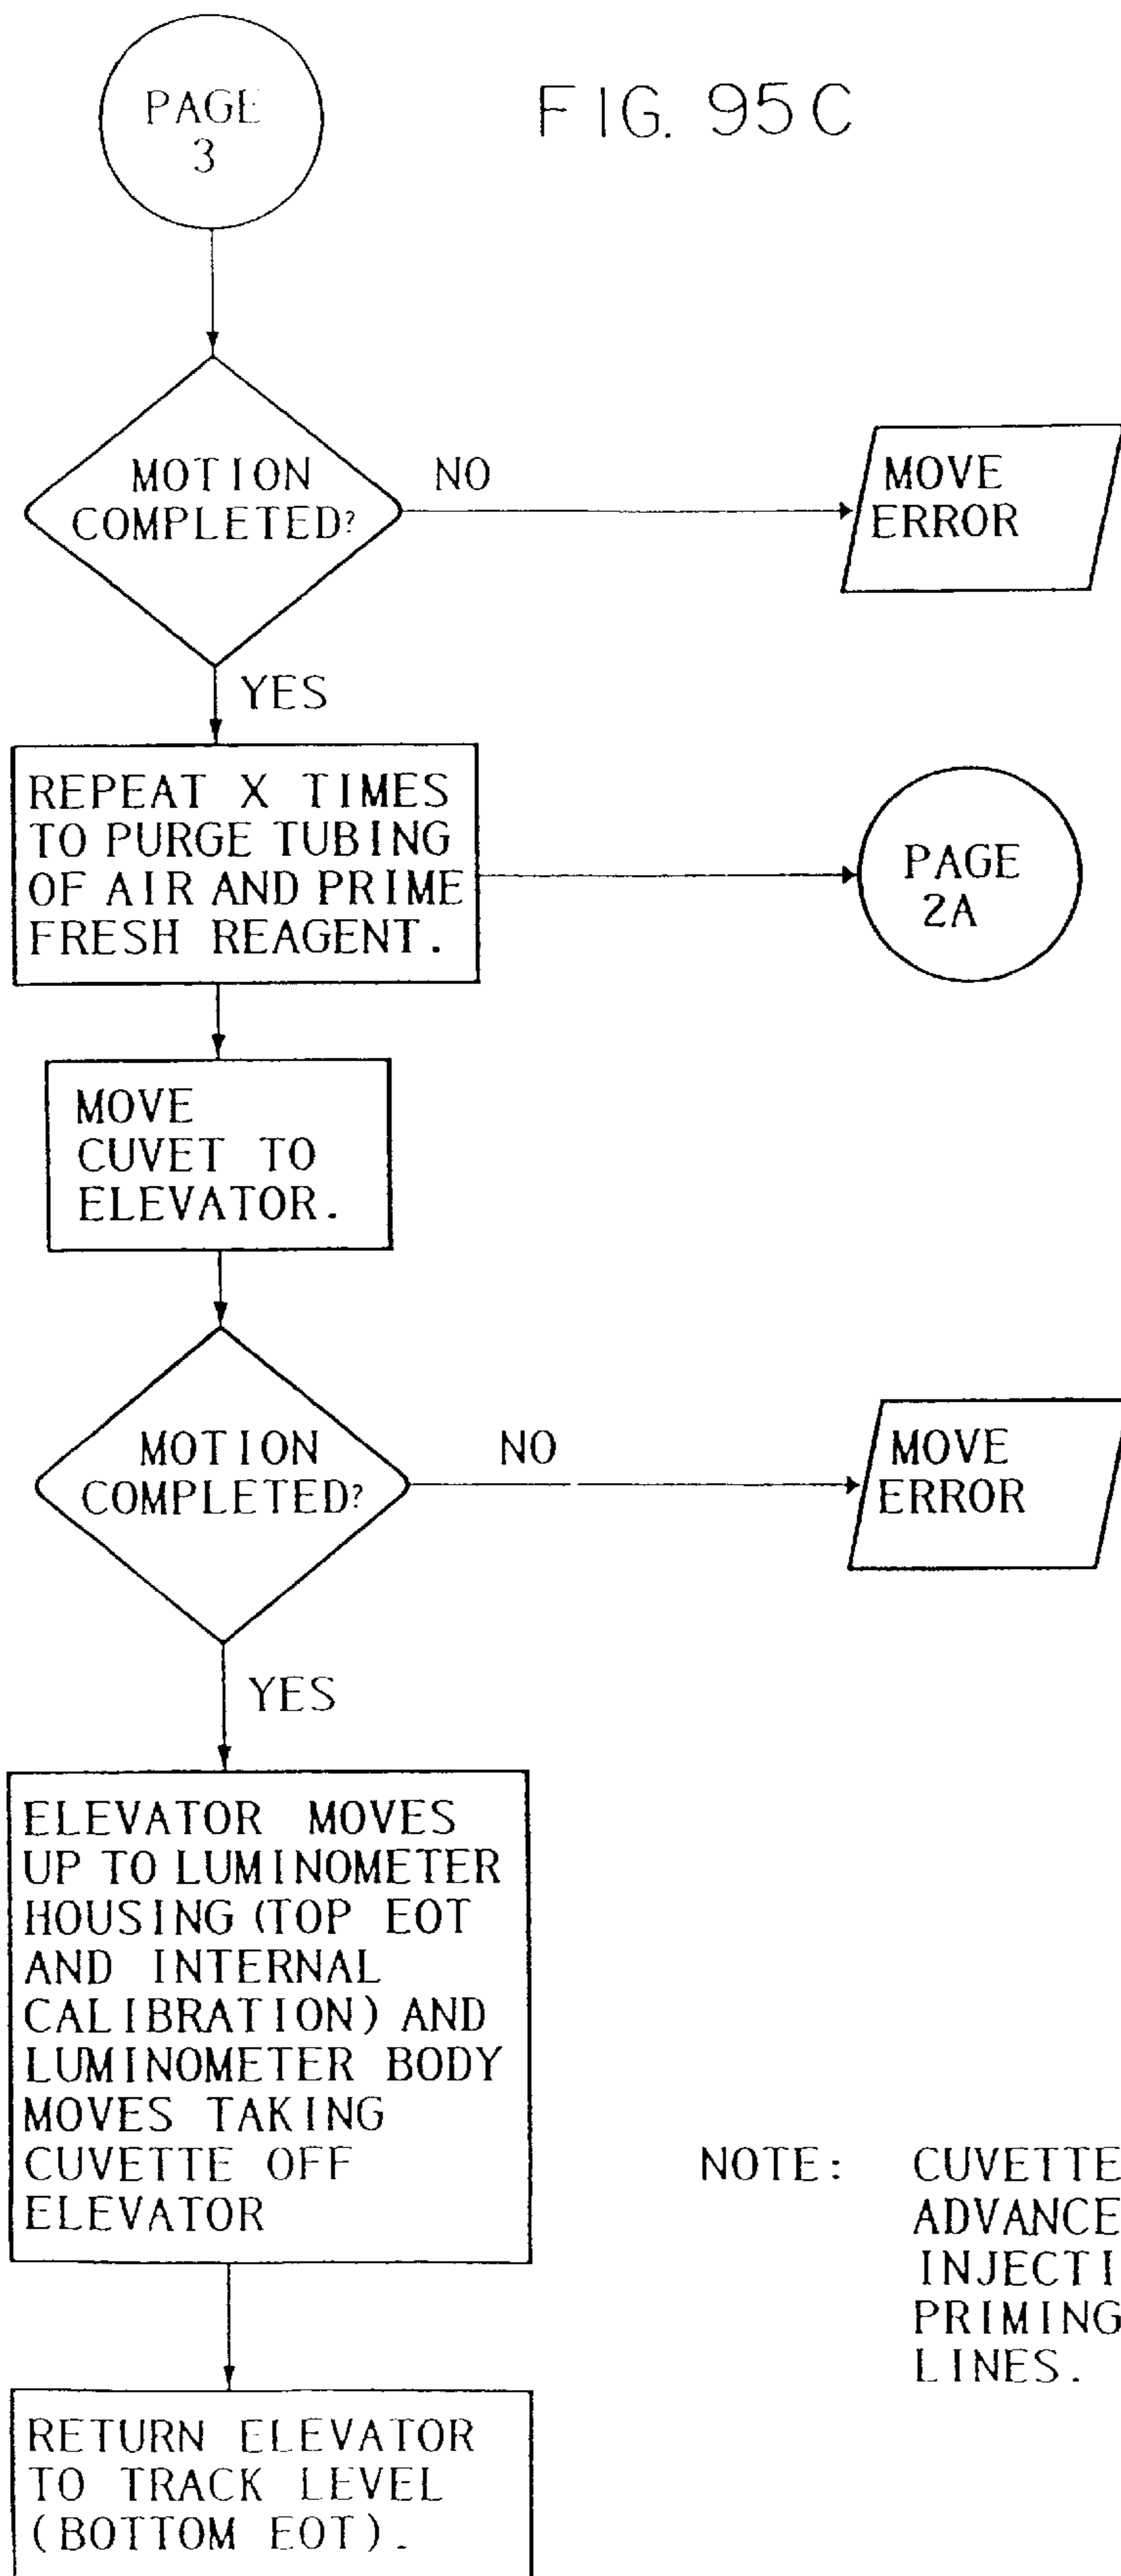 PAGE
3
FIG. 95C
MOTION
COMPLETED?
NO
MOVE
ERROR
YES
REPEAT X TIMES
TO PURGE TUBING
OF AIR AND PRIME
FRESH REAGENT.
PAGE
2A
MOVE
CUVET TO
ELEVATOR.
MOTION
COMPLETED?
NO
MOVE
ERROR
YES
ELEVATOR MOVES
UP TO LUMINOMETER
HOUSING (TOP EOT
AND INTERNAL
CALIBRATION) AND
LUMINOMETER BODY
MOVES TAKING
CUVETTE OFF
ELEVATOR
NOTE: CUVETTE
ADVANCE
INJECTI
PRIMING
LINES.
RETURN ELEVATOR
TO TRACK LEVEL
(BOTTOM EOT).